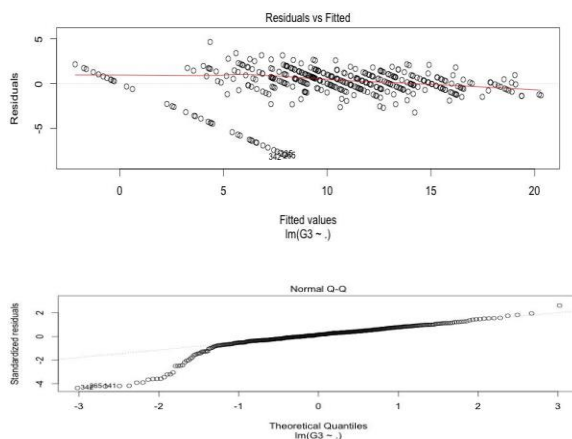 Residuals vs Fitted
Residuals
5
0
-5
0
5
10
15
20
Fitted values
lm(G3 ~ .)
Normal Q-Q
Standardized residuals
2
0
-2
-4
342
-3
-2
-1
0
1
2
3
Theoretical Quantiles
lm(G3 ~ .)